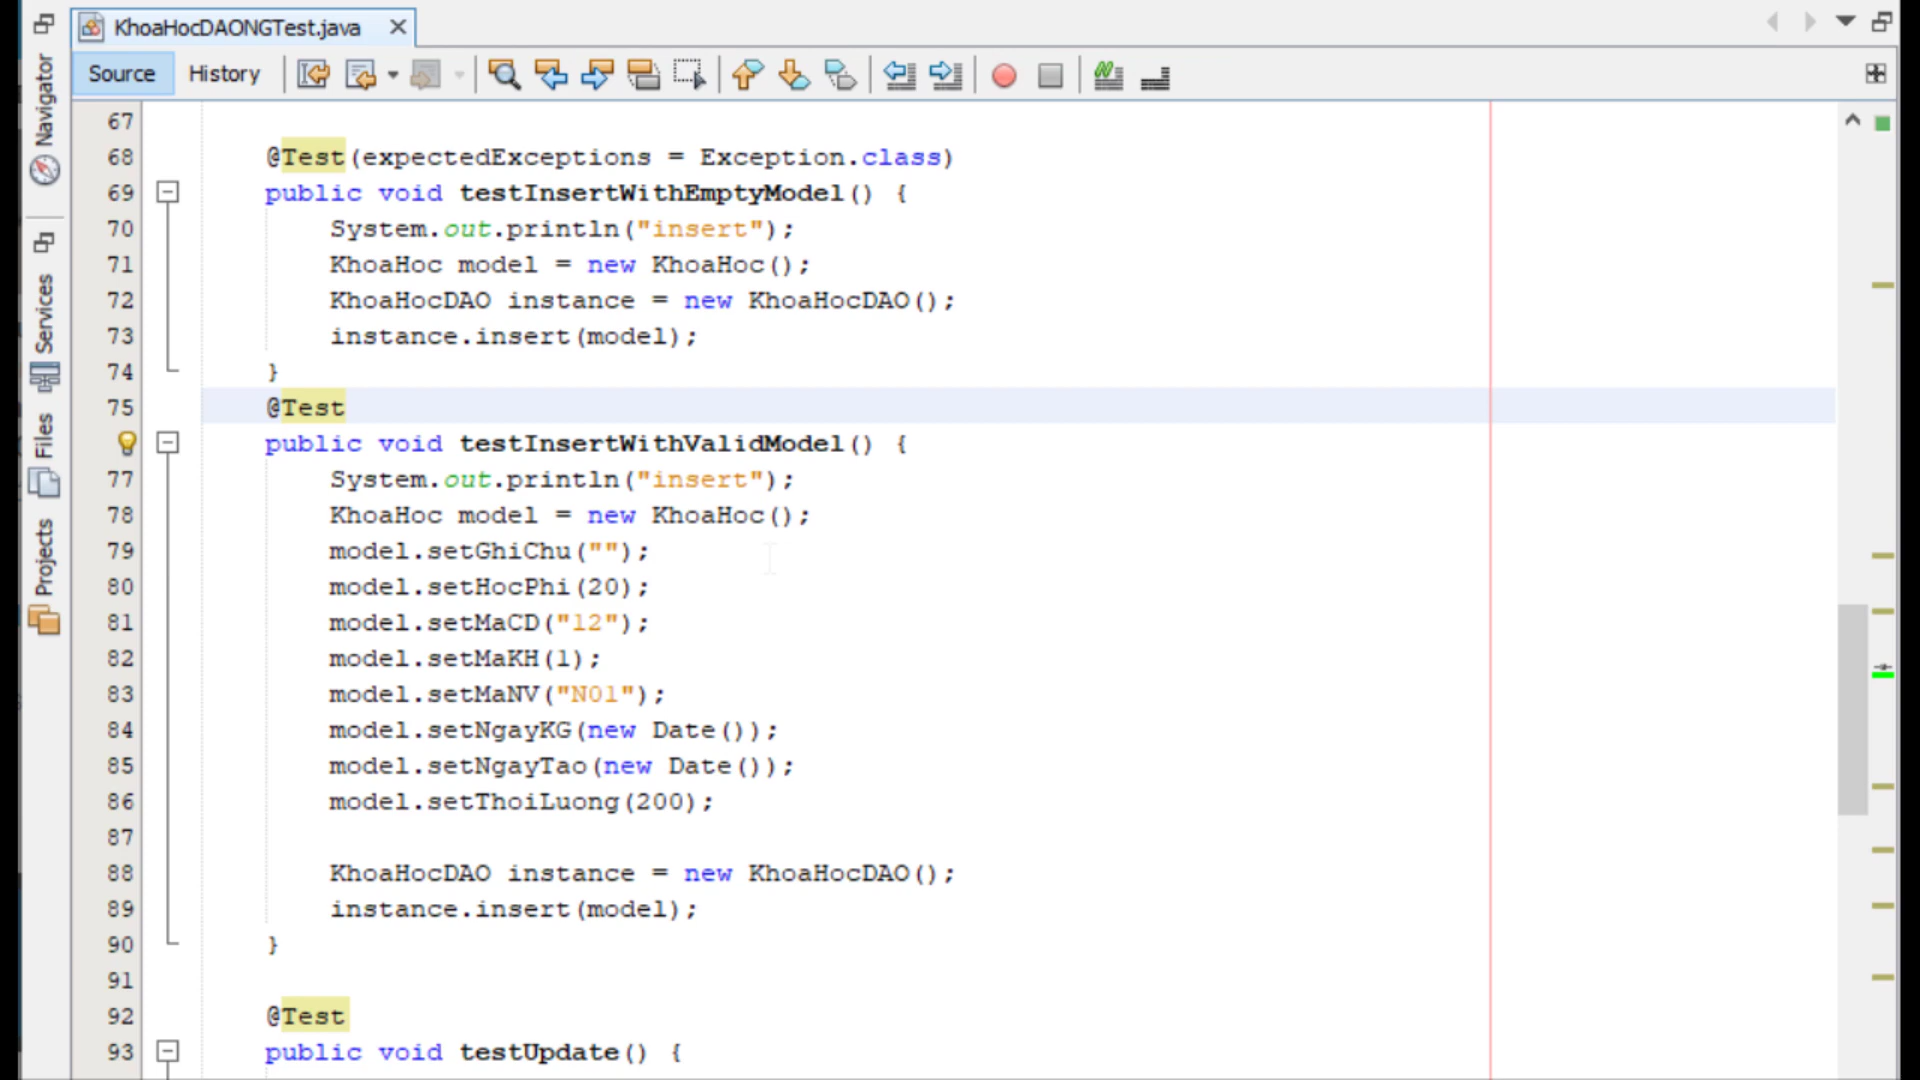 KhoaHocDAONGTest.java
Source History
Navigator
Services
Files
Projects
67
68 @Test(expectedExceptions = Exception.class)
69 public void testInsertWithEmptyModel() {
70 System.out.println("insert");
71 KhoaHoc model = new KhoaHoc();
72 KhoaHocDAO instance = new KhoaHocDAO();
73 instance.insert(model);
74 }
75 @Test
public void testInsertWithValidModel() {
77 System.out.println("insert");
78 KhoaHoc model = new KhoaHoc();
79 model.setGhiChu("");
80 model.setHocPhi(20);
81 model.setMaCD("12");
82 model.setMaKH(1);
83 model.setMaNV("N01");
84 model.setNgayKG(new Date());
85 model.setNgayTao(new Date());
86 model.setThoiLuong(200);
87
88 KhoaHocDAO instance = new KhoaHocDAO();
89 instance.insert(model);
90 }
91
92 @Test
93 public void testUpdate() {